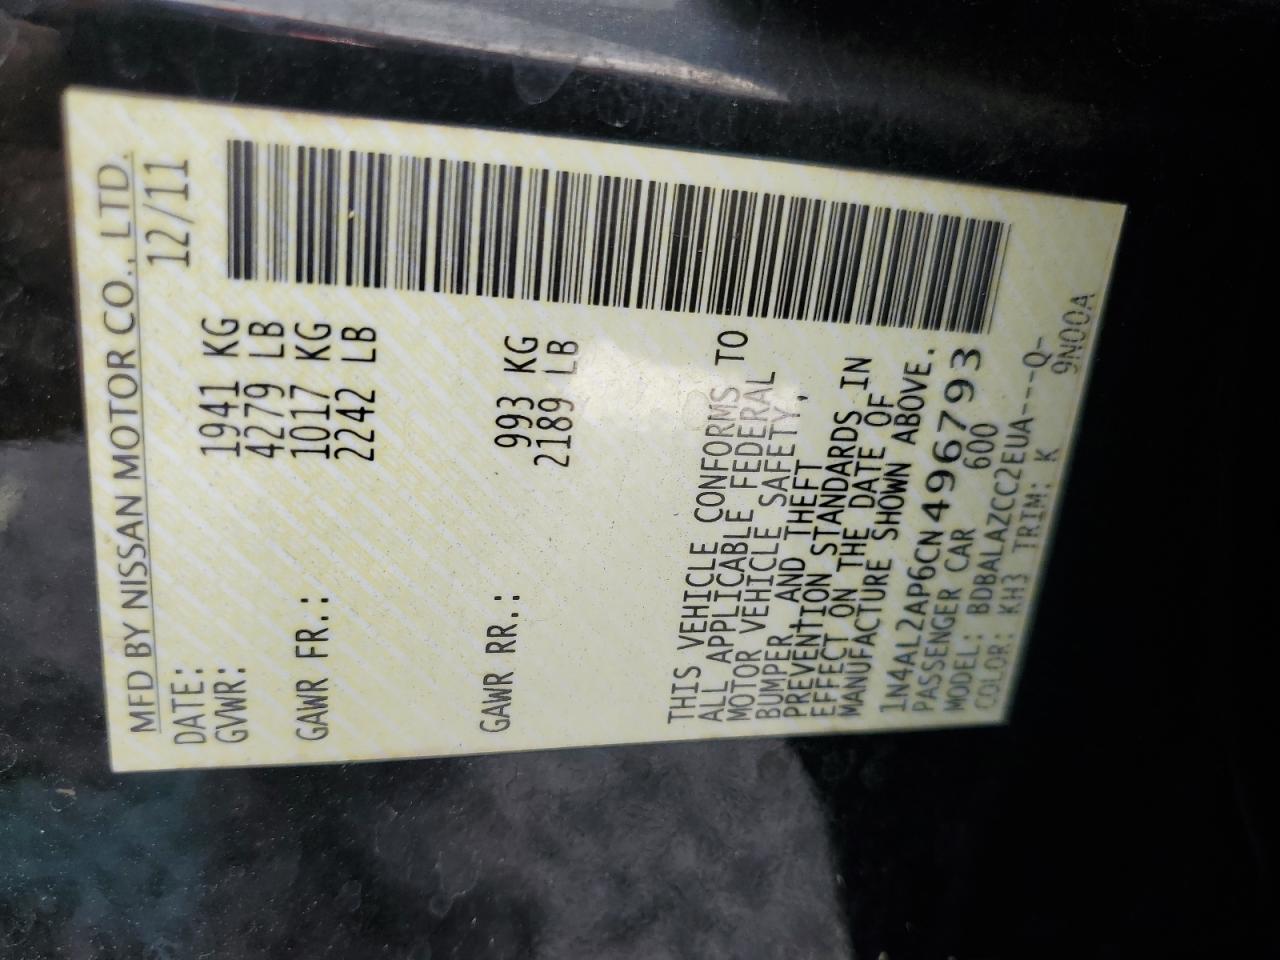 MFD BY NISSAN MOTOR CO., LTD.
DATE: 12/11
GVWR: 1941 KG
4279 LB
GAWR FR.: 1017 KG
2242 LB
GAWR RR.: 993 KG
2189 LB
THIS VEHICLE CONFORMS TO
ALL APPLICABLE FEDERAL
MOTOR VEHICLE SAFETY,
BUMPER, AND THEFT
PREVENTION STANDARDS IN
EFFECT ON THE DATE OF
MANUFACTURE SHOWN ABOVE.
1N4AL2AP6CN496793
PASSENGER CAR 600
MODEL: BDBALAZCC2EUA---Q-
COLOR: KH3 TRIM: K 9N00A